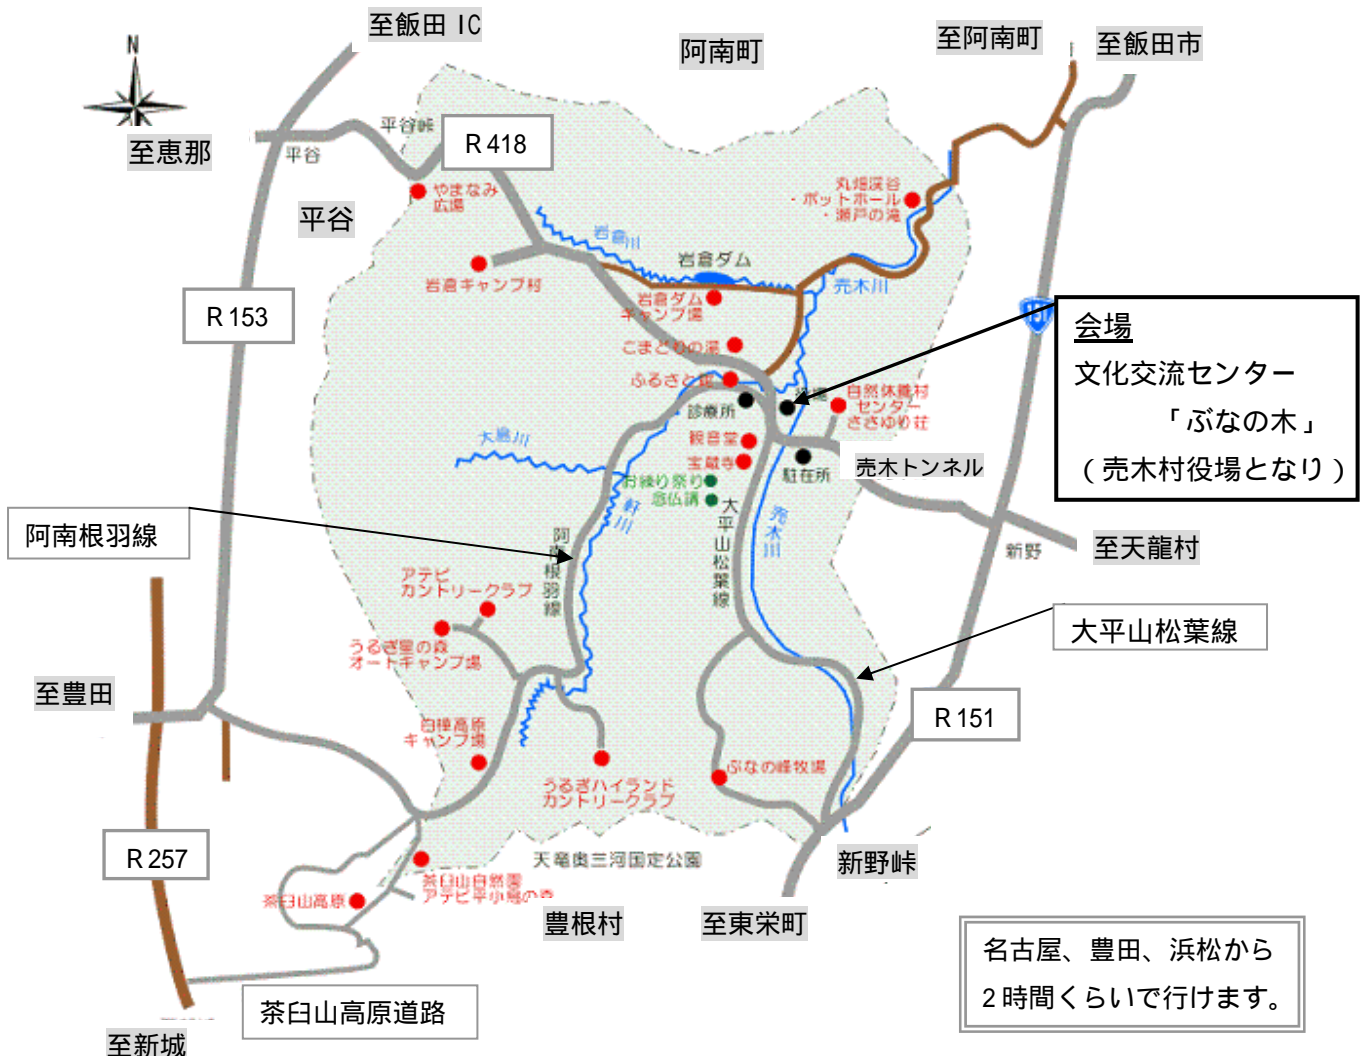 至飯田 IC
N
阿南町
至阿南町
至飯田市
至恵那
平谷峠
平谷
R 418
やまなみ
広場
平谷
丸畑渓谷
・ポットホール
・瀬戸の滝
岩倉川
岩倉ダム
岩倉キャンプ村
売木川
岩倉ダム
キャンプ場
R 153
151
こまどりの湯
ふるさと館
診療所
役場
自然休養村
センター
ささゆり荘
会場
文化交流センター
「ぶなの木」
(売木村役場となり)
大島川
観音堂
宝蔵寺
お練り祭り
念仏講
駐在所
売木トンネル
軒川
大平山松葉線
売木川
阿南根羽線
阿南根羽線
新野
至天龍村
アテビ
カントリークラブ
うるぎ星の森
オートキャンプ場
大平山松葉線
至豊田
R 151
白樺高原
キャンプ場
うるぎハイランド
カントリークラブ
ぶなの峰牧場
R 257
天竜奥三河国定公園
新野峠
茶臼山自然園
アテビ平小鳥の森
茶臼山高原
豊根村
至東栄町
名古屋、豊田、浜松から
2時間くらいで行けます。
茶臼山高原道路
至新城